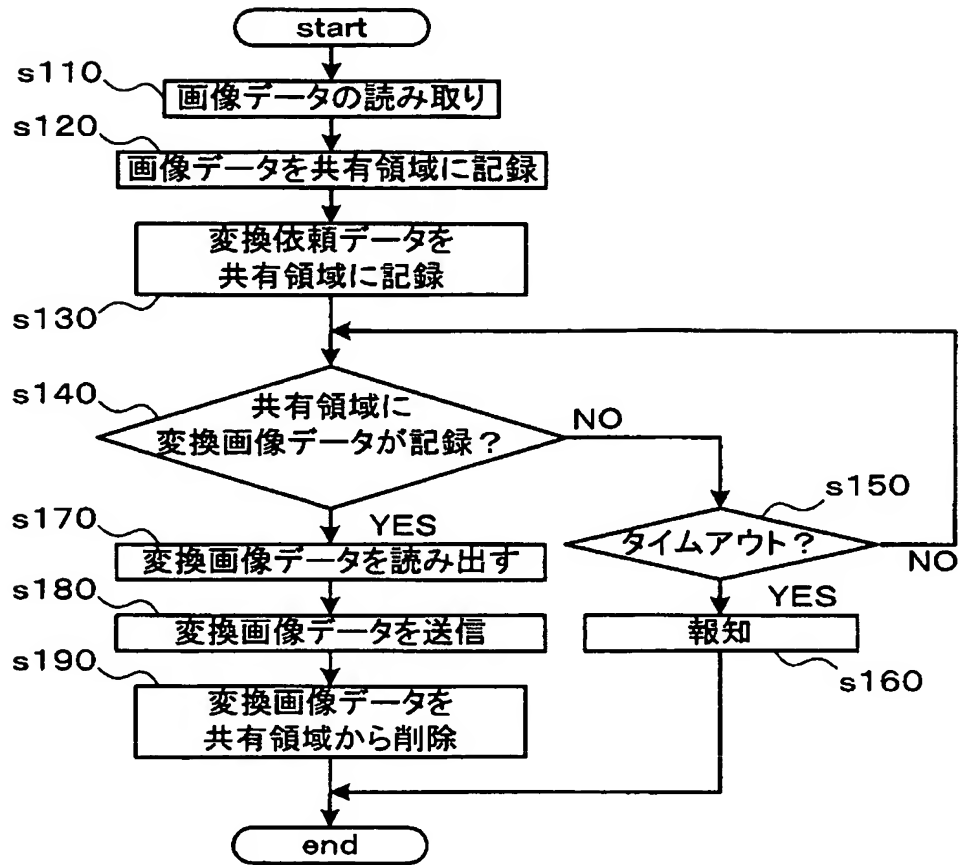 start
s110
画像データの読み取り
s120
画像データを共有領域に記録
変換依頼データを
共有領域に記録
s130
s140
共有領域に
変換画像データが記録？
NO
s150
タイムアウト？
NO
YES
s170
変換画像データを読み出す
YES
報知
s160
s180
変換画像データを送信
s190
変換画像データを
共有領域から削除
end